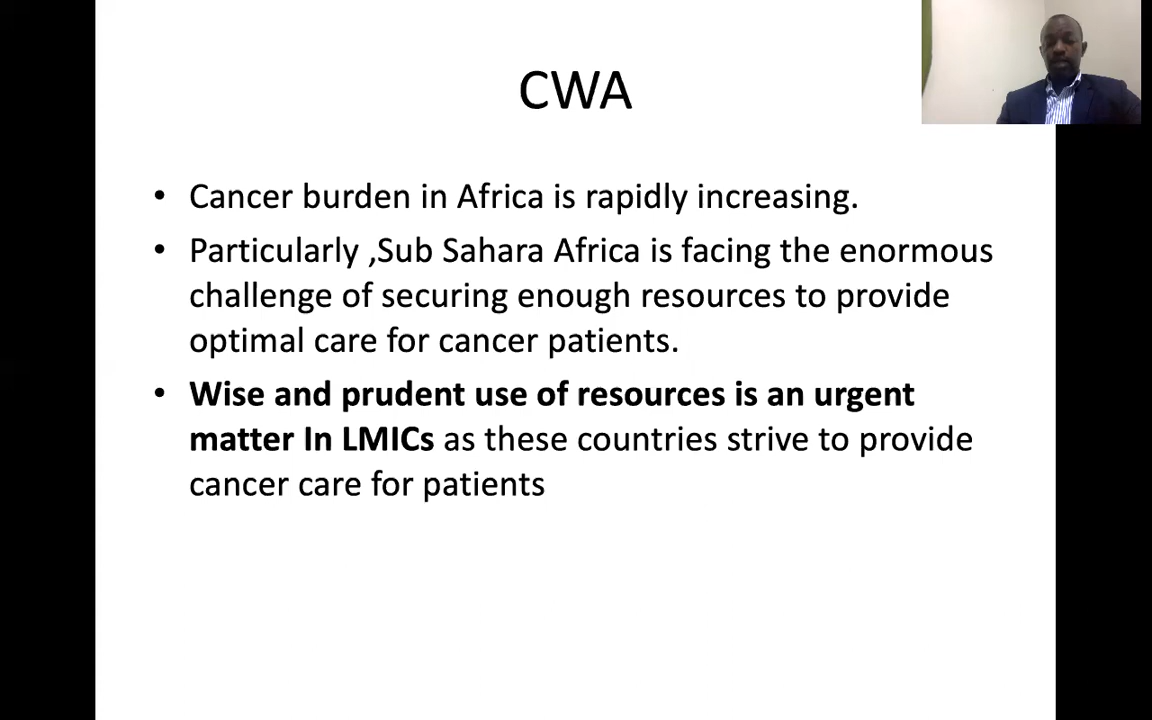 CWA
• Cancer burden in Africa is rapidly increasing.
• Particularly ,Sub Sahara Africa is facing the enormous
challenge of securing enough resources to provide
optimal care for cancer patients.
• Wise and prudent use of resources is an urgent
matter In LMICs as these countries strive to provide
cancer care for patients